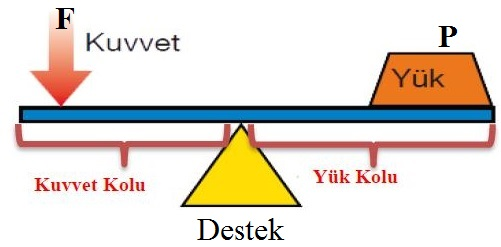 F
Kuvvet
P
Yük
Kuvvet Kolu
Yük Kolu
Destek